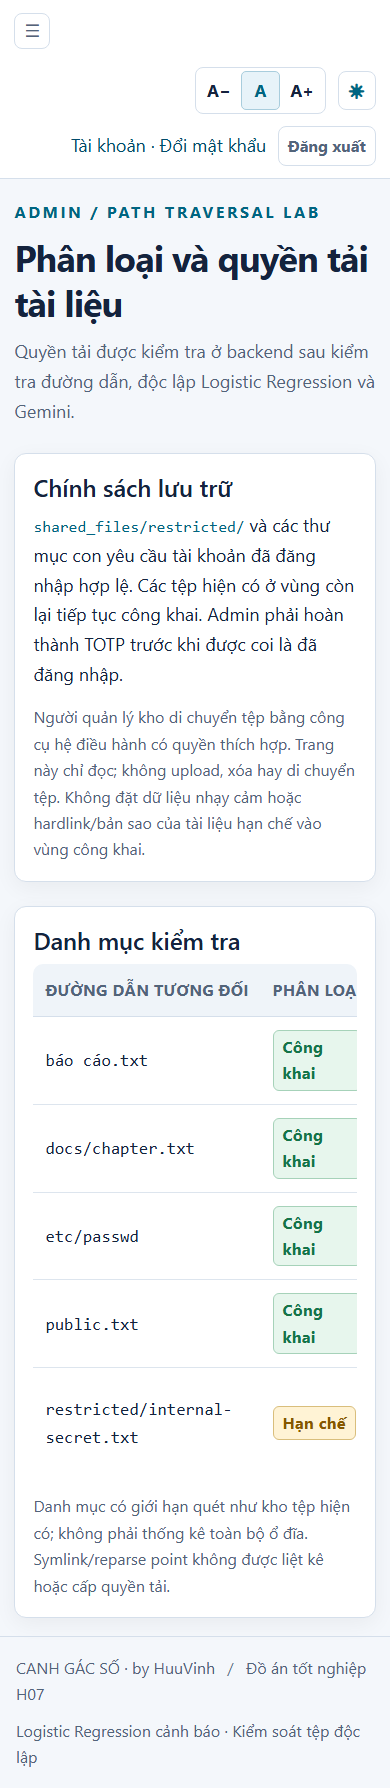 ☰
A− A A+
Tài khoản · Đổi mật khẩu Đăng xuất
ADMIN / PATH TRAVERSAL LAB
Phân loại và quyền tải
tài liệu
Quyền tải được kiểm tra ở backend sau kiểm
tra đường dẫn, độc lập Logistic Regression và
Gemini.
Chính sách lưu trữ
shared_files/restricted/ và các thư
mục con yêu cầu tài khoản đã đăng
nhập hợp lệ. Các tệp hiện có ở vùng còn
lại tiếp tục công khai. Admin phải hoàn
thành TOTP trước khi được coi là đã
đăng nhập.
Người quản lý kho di chuyển tệp bằng công
cụ hệ điều hành có quyền thích hợp. Trang
này chỉ đọc; không upload, xóa hay di chuyển
tệp. Không đặt dữ liệu nhạy cảm hoặc
hardlink/bản sao của tài liệu hạn chế vào
vùng công khai.
Danh mục kiểm tra
ĐƯỜNG DẪN TƯƠNG ĐỐI PHÂN LOẠ
báo cáo.txt Công
khai
docs/chapter.txt Công
khai
etc/passwd Công
khai
public.txt Công
khai
restricted/internal-
secret.txt Hạn chế
Danh mục có giới hạn quét như kho tệp hiện
có; không phải thống kê toàn bộ ổ đĩa.
Symlink/reparse point không được liệt kê
hoặc cấp quyền tải.
CANH GÁC SỐ · by HuuVinh / Đồ án tốt nghiệp
H07
Logistic Regression cảnh báo · Kiểm soát tệp độc
lập